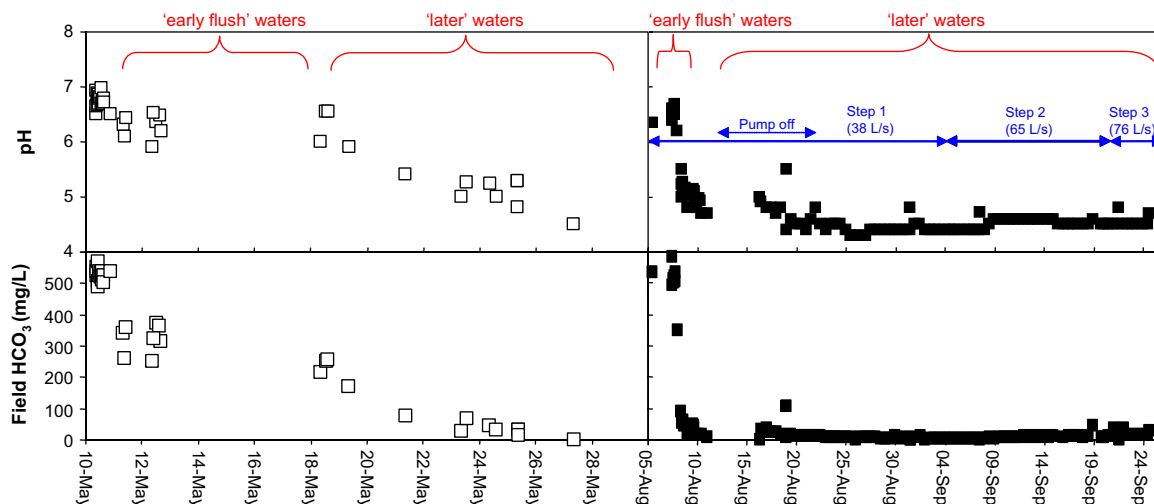 'early flush' waters
'later' waters
'early flush' waters
'later' waters
8
7
6
5
4
pH
Pump off
Step 1
(38 L/s)
Step 2
(65 L/s)
Step 3
(76 L/s)
500
400
300
200
100
0
Field HCO₃ (mg/L)
10-May
12-May
14-May
16-May
18-May
20-May
22-May
24-May
26-May
28-May
05-Aug
10-Aug
15-Aug
20-Aug
25-Aug
30-Aug
04-Sep
09-Sep
14-Sep
19-Sep
24-Sep